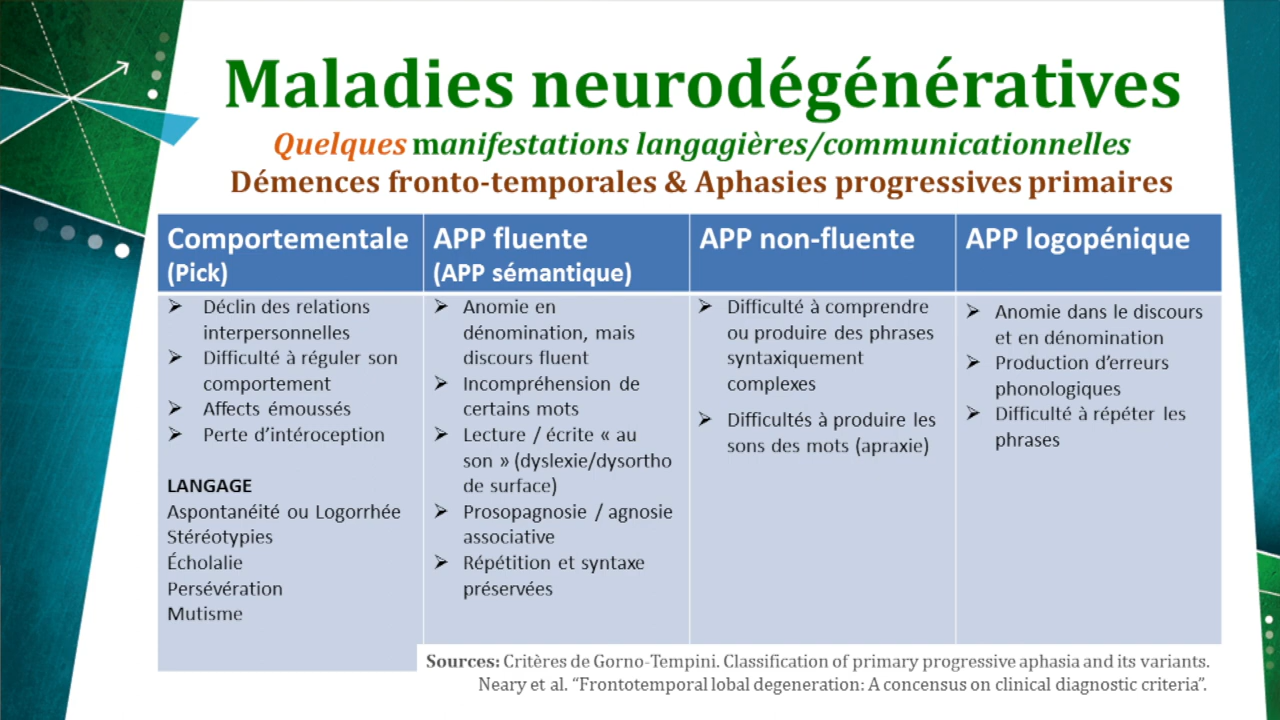 Maladies neurodégénératives
Quelques manifestations langagières/communicationnelles
Démences fronto-temporales & Aphasies progressives primaires
Comportementale
(Pick)
➢ Déclin des relations
interpersonnelles
➢ Difficulté à réguler son
comportement
➢ Affects émoussés
➢ Perte d’intéroception
LANGAGE
Aspontanéité ou Logorrhée
Stéréotypies
Écholalie
Persévération
Mutisme
APP fluente
(APP sémantique)
➢ Anomie en
dénomination, mais
discours fluent
➢ Incompréhension de
certains mots
➢ Lecture / écrite « au
son » (dyslexie/dysortho
de surface)
➢ Prosopagnosie / agnosie
associative
➢ Répétition et syntaxe
préservées
APP non-fluente
➢ Difficulté à comprendre
ou produire des phrases
syntaxiquement
complexes
➢ Difficultés à produire les
sons des mots (apraxie)
APP logopénique
➢ Anomie dans le discours
et en dénomination
➢ Production d’erreurs
phonologiques
➢ Difficulté à répéter les
phrases
Sources: Critères de Gorno-Tempini. Classification of primary progressive aphasia and its variants.
Neary et al. “Frontotemporal lobal degeneration: A concensus on clinical diagnostic criteria”.